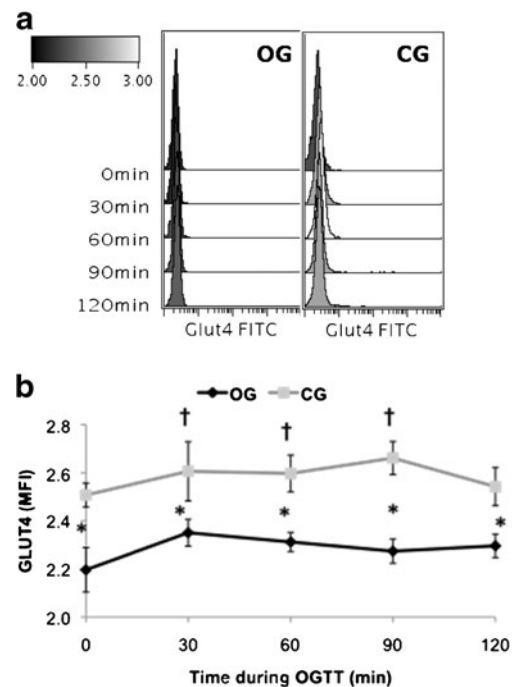 a
OG CG
2.00 2.50 3.00
0min
30min
60min
90min
120min
Glut4 FITC Glut4 FITC
b
OG CG
2.8
2.6
2.4
2.2
2.0
GLUT4 (MFI)
† † †
* * * * *
0 30 60 90 120
Time during OGTT (min)